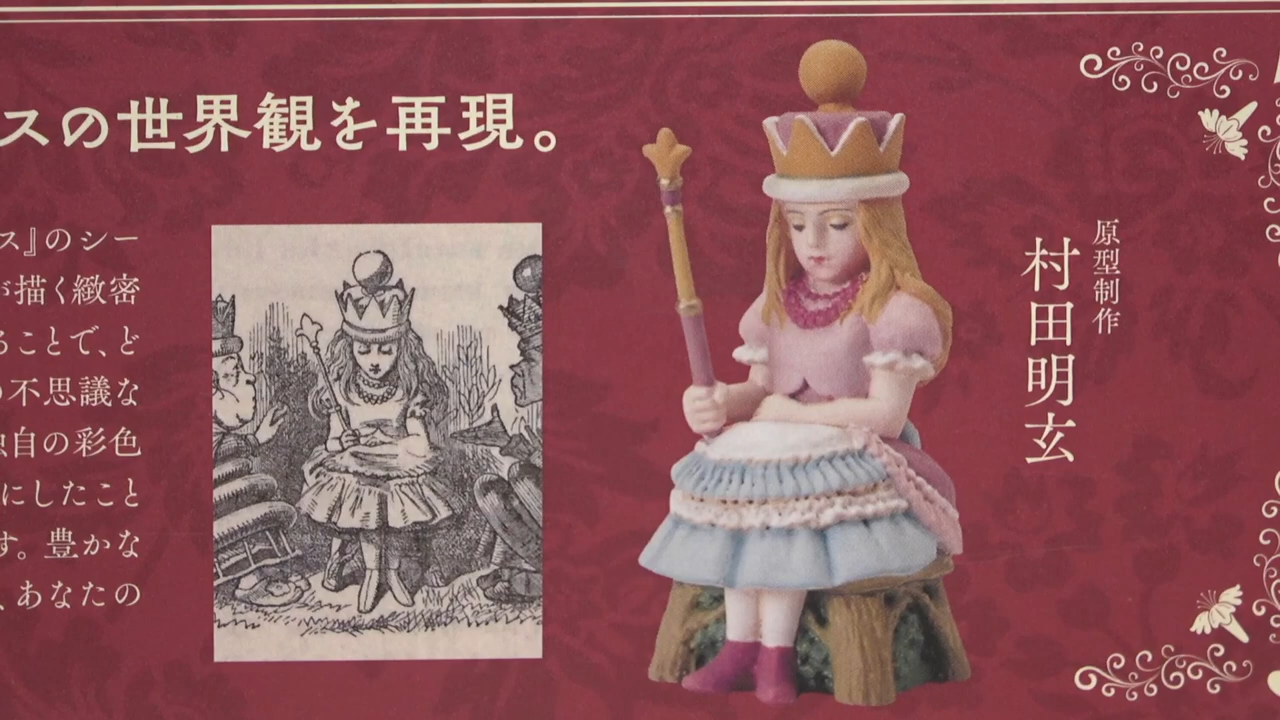 スの世界観を再現。
ス』のシー
が描く緻密
ることで、ど
不思議な
独自の彩色
にしたこと
す。豊かな
、あなたの
原型制作
村田明玄